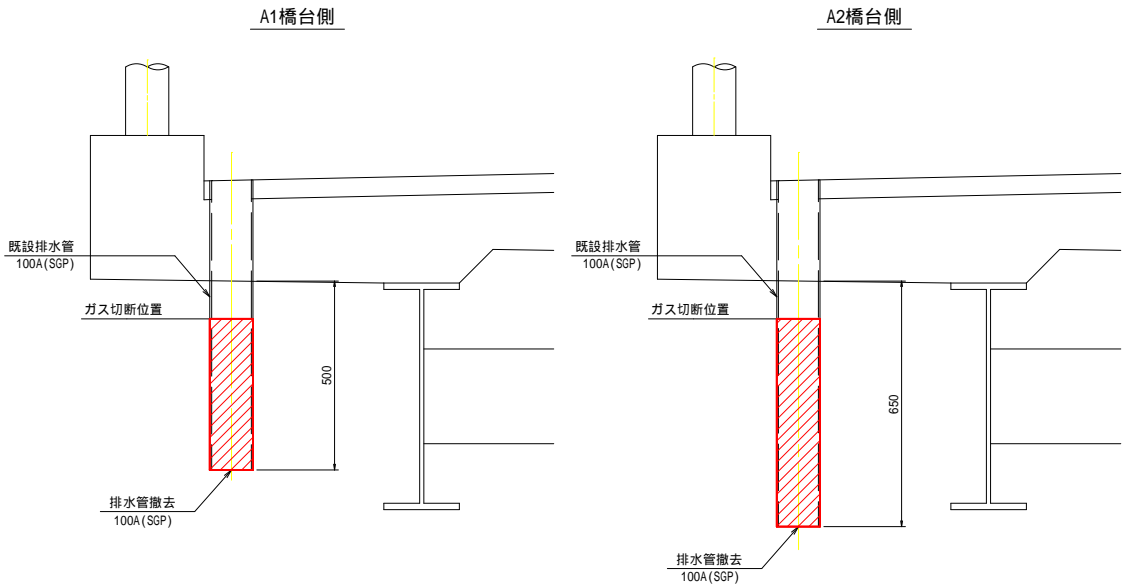 A1橋台側
既設排水管
100A(SGP)
ガス切断位置
500
排水管撤去
100A(SGP)
A2橋台側
既設排水管
100A(SGP)
ガス切断位置
650
排水管撤去
100A(SGP)